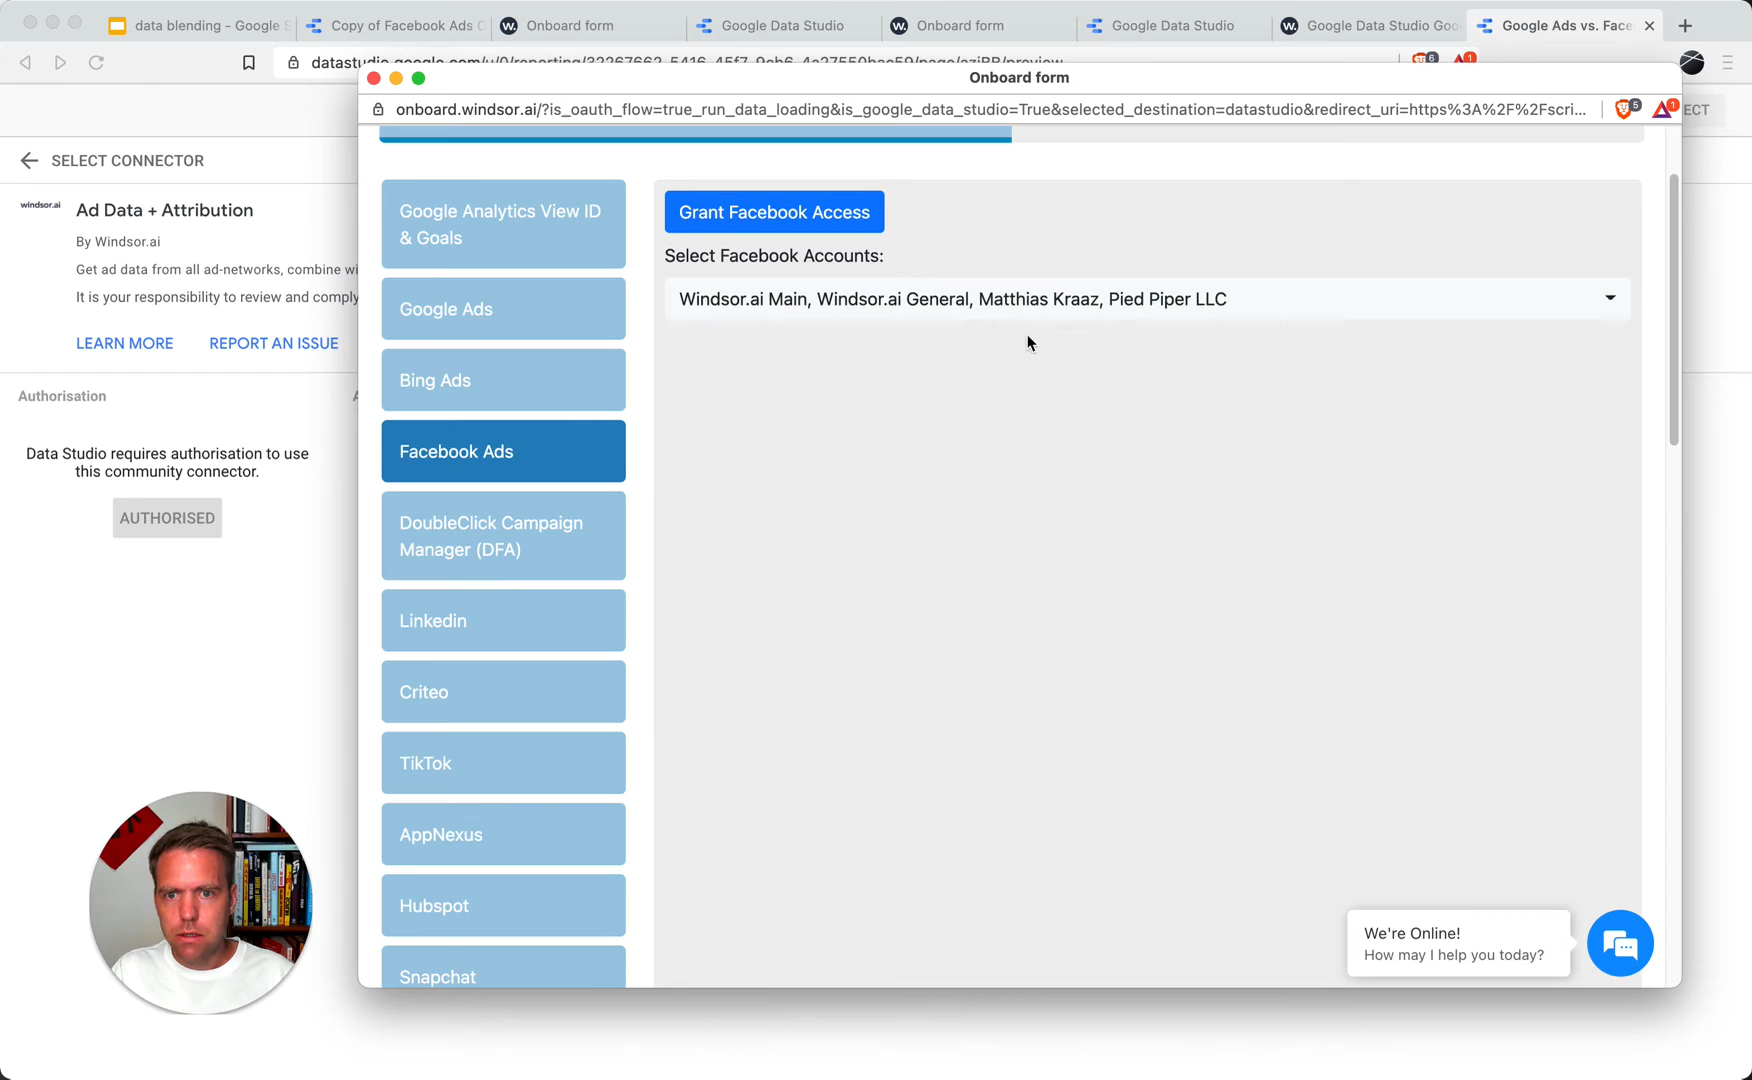 data blending - Google S
Copy of Facebook Ads C
Onboard form
Google Data Studio
Onboard form
Google Data Studio
Google Data Studio Goo
Google Ads vs. Face
datastudio.google.com/u/0/reporting/32267662-5416-45f7-9cb6-4a27550bac59/page/aziBB/preview
6
1
Onboard form
onboard.windsor.ai/?is_oauth_flow=true_run_data_loading&is_google_data_studio=True&selected_destination=datastudio&redirect_uri=https%3A%2F%2Fscri...
5
1
ECT
SELECT CONNECTOR
windsor.ai
Ad Data + Attribution
By Windsor.ai
Get ad data from all ad-networks, combine wi
It is your responsibility to review and comply
LEARN MORE
REPORT AN ISSUE
Authorisation
Data Studio requires authorisation to use
this community connector.
AUTHORISED
Google Analytics View ID
& Goals
Google Ads
Bing Ads
Facebook Ads
DoubleClick Campaign
Manager (DFA)
Linkedin
Criteo
TikTok
AppNexus
Hubspot
Snapchat
Grant Facebook Access
Select Facebook Accounts:
Windsor.ai Main, Windsor.ai General, Matthias Kraaz, Pied Piper LLC
We're Online!
How may I help you today?